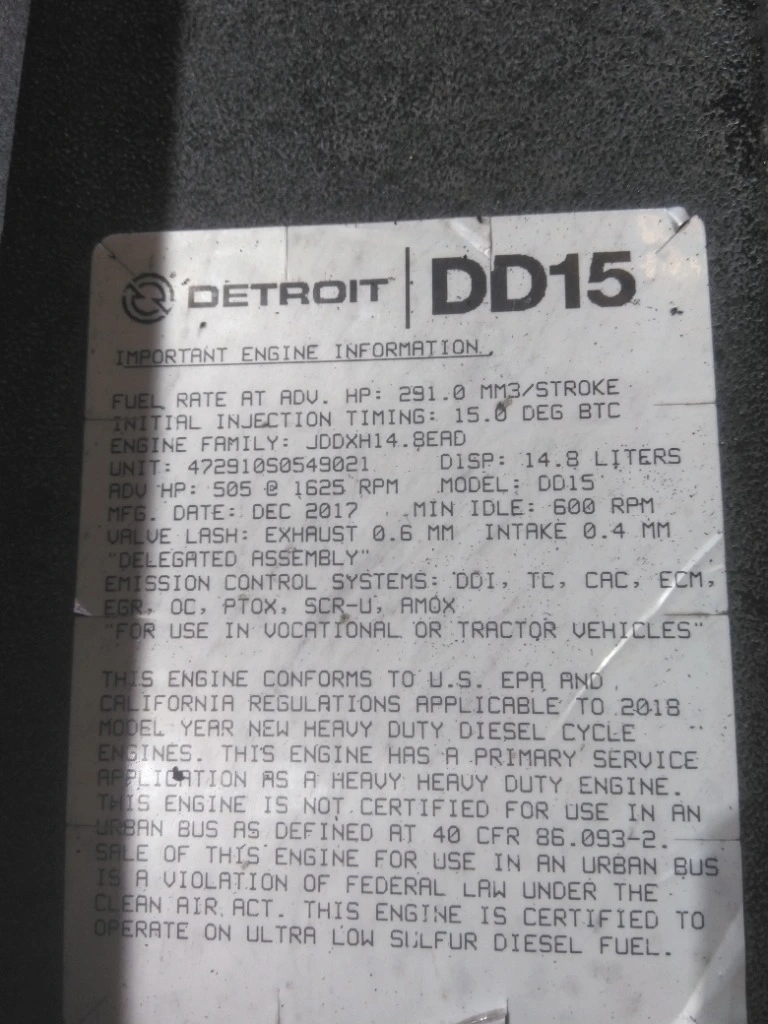 DETROIT DD15
IMPORTANT ENGINE INFORMATION
FUEL RATE AT ADV. HP: 291.0 MM3/STROKE
INITIAL INJECTION TIMING: 15.0 DEG BTC
ENGINE FAMILY: JDDXH14.8EAD
UNIT: 472910S0549021 DISP: 14.8 LITERS
ADV HP: 505 @ 1625 RPM MODEL: DD15
MFG. DATE: DEC 2017 MIN IDLE: 600 RPM
VALVE LASH: EXHAUST 0.6 MM INTAKE 0.4 MM
"DELEGATED ASSEMBLY"
EMISSION CONTROL SYSTEMS: DDI, TC, CAC, ECM,
EGR, OC, PTOX, SCR-U, AMOX
"FOR USE IN VOCATIONAL OR TRACTOR VEHICLES"
THIS ENGINE CONFORMS TO U.S. EPA AND
CALIFORNIA REGULATIONS APPLICABLE TO 2018
MODEL YEAR NEW HEAVY DUTY DIESEL CYCLE
ENGINES. THIS ENGINE HAS A PRIMARY SERVICE
APPLICATION AS A HEAVY HEAVY DUTY ENGINE.
THIS ENGINE IS NOT CERTIFIED FOR USE IN AN
URBAN BUS AS DEFINED AT 40 CFR 86.093-2.
SALE OF THIS ENGINE FOR USE IN AN URBAN BUS
IS A VIOLATION OF FEDERAL LAW UNDER THE
CLEAN AIR ACT. THIS ENGINE IS CERTIFIED TO
OPERATE ON ULTRA LOW SULFUR DIESEL FUEL.